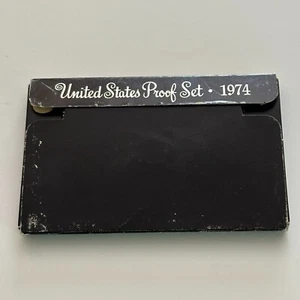 United States Proof Set • 1974